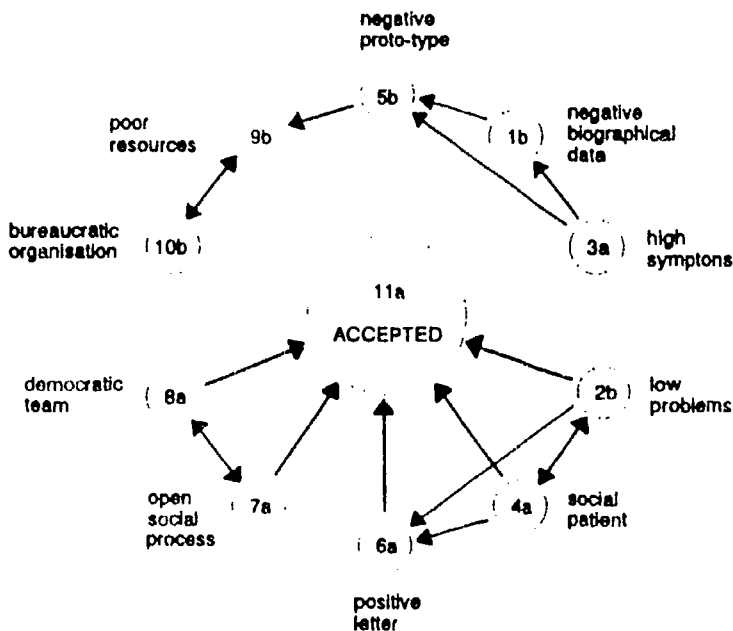 negative
proto-type
5b
negative
biographical
data
1b
poor
resources
9b
bureaucratic
organisation
10b
3a
high
symptons
11a
ACCEPTED
democratic
team
8a
2b
low
problems
open
social
process
7a
4a
social
patient
6a
positive
letter